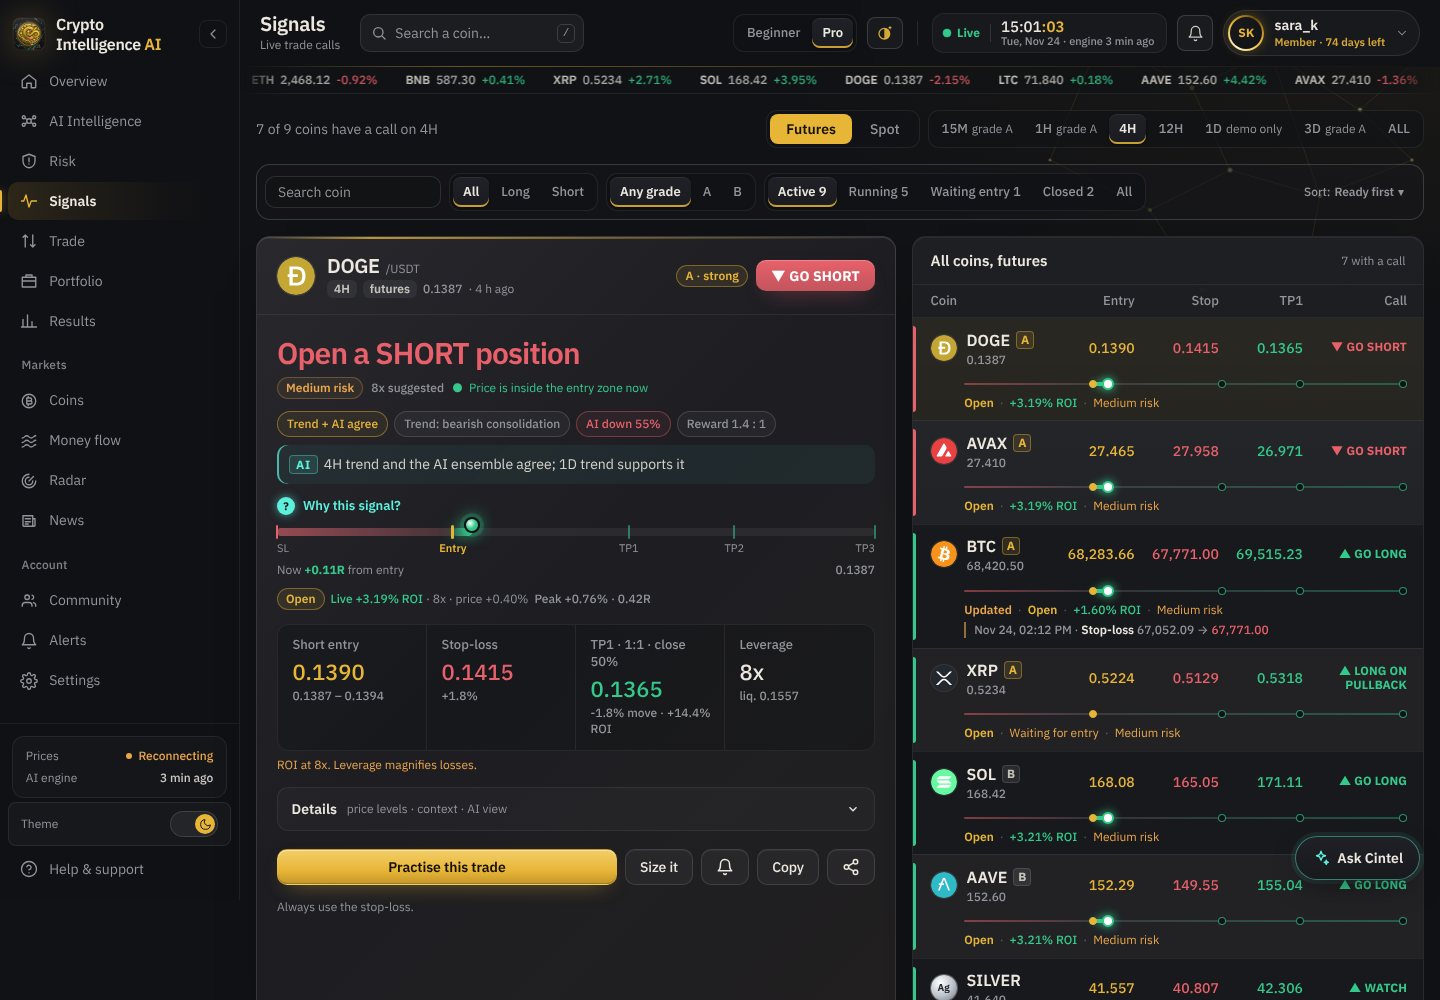 Crypto
Intelligence AI
Overview
AI Intelligence
Risk
Signals
Trade
Portfolio
Results
Markets
Coins
Money flow
Radar
News
Account
Community
Alerts
Settings
Prices Reconnecting
AI engine 3 min ago
Theme
Help & support
Signals
Live trade calls
Search a coin... /
Beginner Pro
Live
15:01:03
Tue, Nov 24 · engine 3 min ago
SK
sara_k
Member · 74 days left
ETH 2,468.12 -0.92% BNB 587.30 +0.41% XRP 0.5234 +2.71% SOL 168.42 +3.95% DOGE 0.1387 -2.15% LTC 71.840 +0.18% AAVE 152.60 +4.42% AVAX 27.410 -1.36%
7 of 9 coins have a call on 4H
Futures Spot
15M grade A 1H grade A 4H 12H 1D demo only 3D grade A ALL
Search coin
All Long Short
Any grade A B
Active 9 Running 5 Waiting entry 1 Closed 2 All
Sort: Ready first ▾
DOGE /USDT
4H futures 0.1387 · 4 h ago
A · strong
▼ GO SHORT
Open a SHORT position
Medium risk 8x suggested Price is inside the entry zone now
Trend + AI agree Trend: bearish consolidation AI down 55% Reward 1.4 : 1
AI 4H trend and the AI ensemble agree; 1D trend supports it
? Why this signal?
SL Entry TP1 TP2 TP3
Now +0.11R from entry 0.1387
Open Live +3.19% ROI · 8x · price +0.40% Peak +0.76% · 0.42R
Short entry
0.1390
0.1387 – 0.1394
Stop-loss
0.1415
+1.8%
TP1 · 1:1 · close
50%
0.1365
-1.8% move · +14.4%
ROI
Leverage
8x
liq. 0.1557
ROI at 8x. Leverage magnifies losses.
Details price levels · context · AI view
Practise this trade Size it Copy
Always use the stop-loss.
All coins, futures 7 with a call
Coin Entry Stop TP1 Call
DOGE A 0.1390 0.1415 0.1365 ▼ GO SHORT
0.1387
Open · +3.19% ROI · Medium risk
AVAX A 27.465 27.958 26.971 ▼ GO SHORT
27.410
Open · +3.19% ROI · Medium risk
BTC A 68,283.66 67,771.00 69,515.23 ▲ GO LONG
68,420.50
Updated · Open · +1.60% ROI · Medium risk
Nov 24, 02:12 PM · Stop-loss 67,052.09 → 67,771.00
XRP A 0.5224 0.5129 0.5318 ▲ LONG ON
PULLBACK
0.5234
Open · Waiting for entry · Medium risk
SOL B 168.08 165.05 171.11 ▲ GO LONG
168.42
Open · +3.21% ROI · Medium risk
Ask Cintel
AAVE B 152.29 149.55 155.04 ▲ GO LONG
152.60
Open · +3.21% ROI · Medium risk
Ag SILVER 41.557 40.807 42.306 ▲ WATCH
41.640